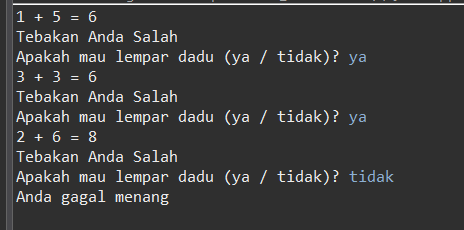 1 + 5 = 6
Tebakan Anda Salah
Apakah mau lempar dadu (ya / tidak)? ya
3 + 3 = 6
Tebakan Anda Salah
Apakah mau lempar dadu (ya / tidak)? ya
2 + 6 = 8
Tebakan Anda Salah
Apakah mau lempar dadu (ya / tidak)? tidak
Anda gagal menang